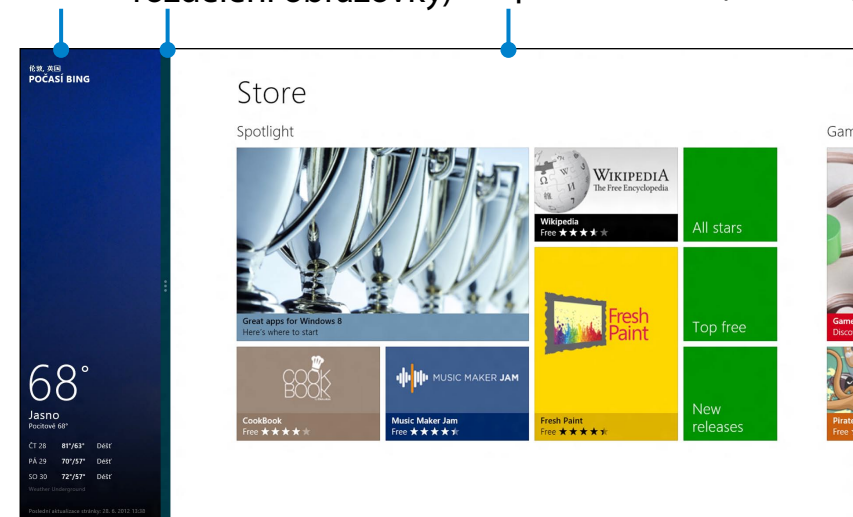 rozdělení obrazovky,
伦敦, 英国
POČASÍ BING
Store
Spotlight
WIKIPEDIA
The Free Encyclopedia
Wikipedia
Free
All stars
Great apps for Windows 8
Here's where to start
Fresh
Paint
Top free
COOK
BOOK
MUSIC MAKER JAM
CookBook
Free
Music Maker Jam
Free
Fresh Paint
Free
New
releases
Gam
Game
Disco
Pirate
Free
68°
Jasno
Pocitově 68°
ČT 28 81°/63° Déšť
PÁ 29 70°/57° Déšť
SO 30 72°/57° Déšť
Weather Underground
Poslední aktualizace stránky: 28. 6. 2012 13:38